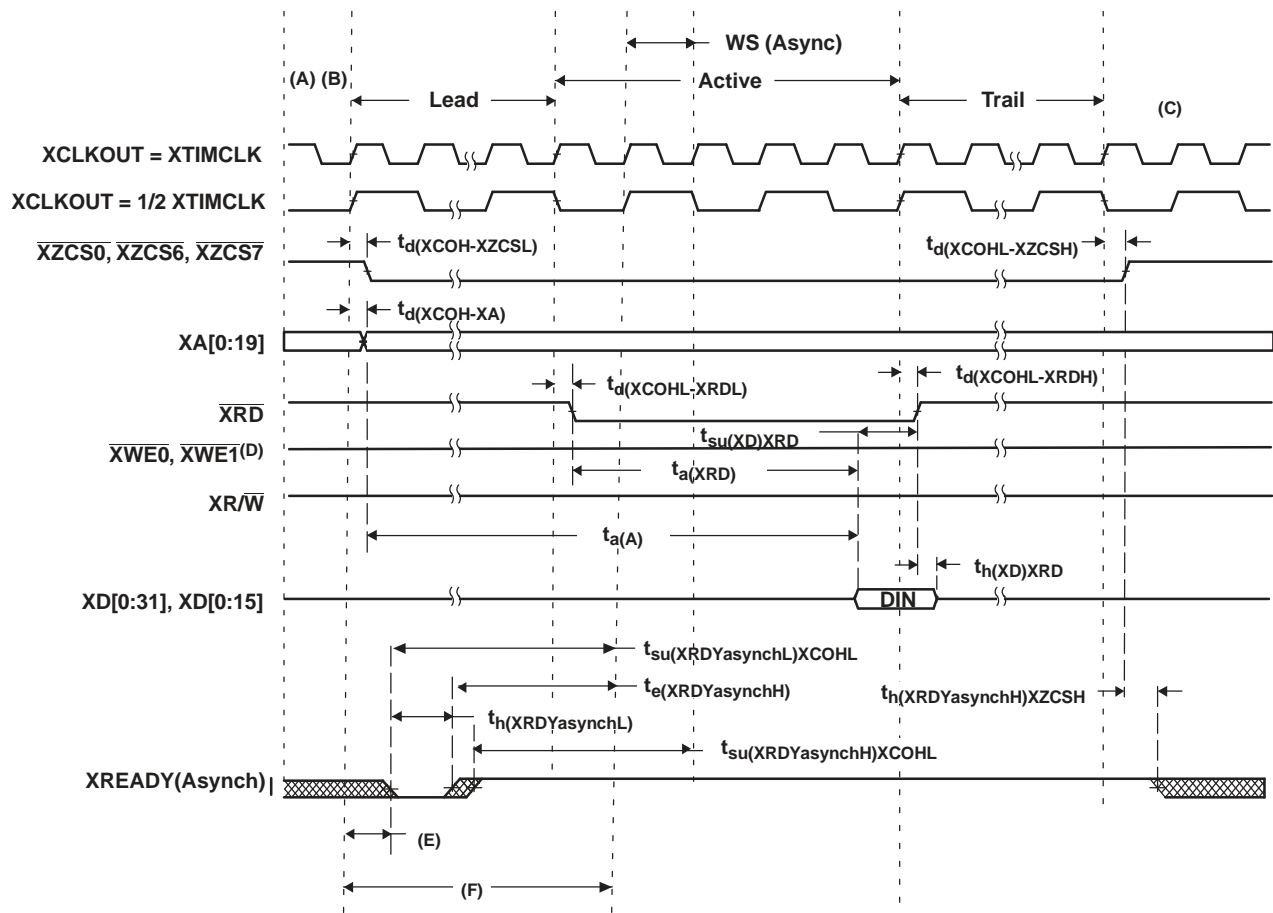 WS (Async)
(A) (B)
Active
Lead
Trail
(C)
XCLKOUT = XTIMCLK
XCLKOUT = 1/2 XTIMCLK
XZCS0, XZCS6, XZCS7
td(XCOH-XZCSL)
td(XCOHL-XZCSH)
td(XCOH-XA)
XA[0:19]
td(XCOHL-XRDL)
td(XCOHL-XRDH)
XRD
tsu(XD)XRD
XWE0, XWE1(D)
ta(XRD)
XR/W
ta(A)
th(XD)XRD
XD[0:31], XD[0:15]
DIN
tsu(XRDYasynchL)XCOHL
te(XRDYasynchH)
th(XRDYasynchH)XZCSH
th(XRDYasynchL)
tsu(XRDYasynchH)XCOHL
XREADY(Asynch)
(E)
(F)